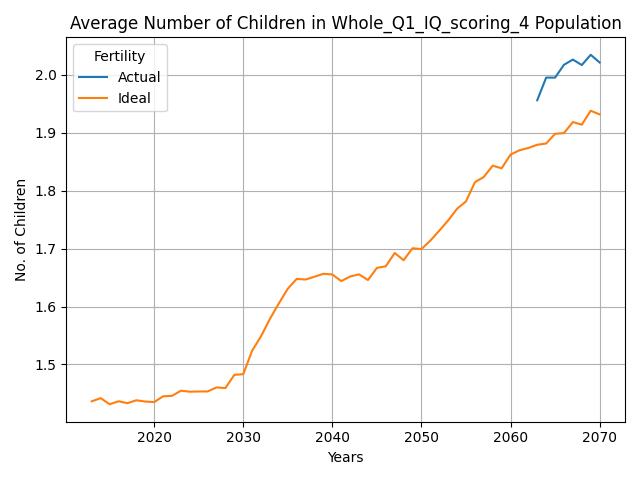 Average Number of Children in Whole_Q1_IQ_scoring_4 Population
Fertility
Actual
Ideal
No. of Children
2.0
1.9
1.8
1.7
1.6
1.5
2020 2030 2040 2050 2060 2070
Years